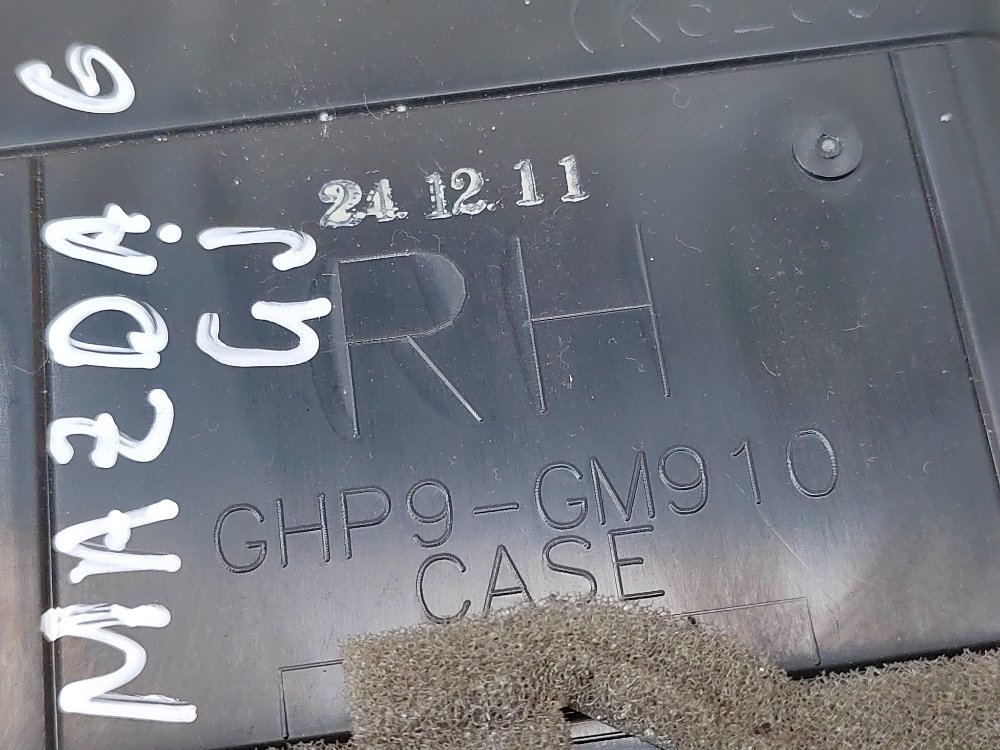 MAZDA. 6
GJ
24.12.11
RH
GHP9-GM910
CASE